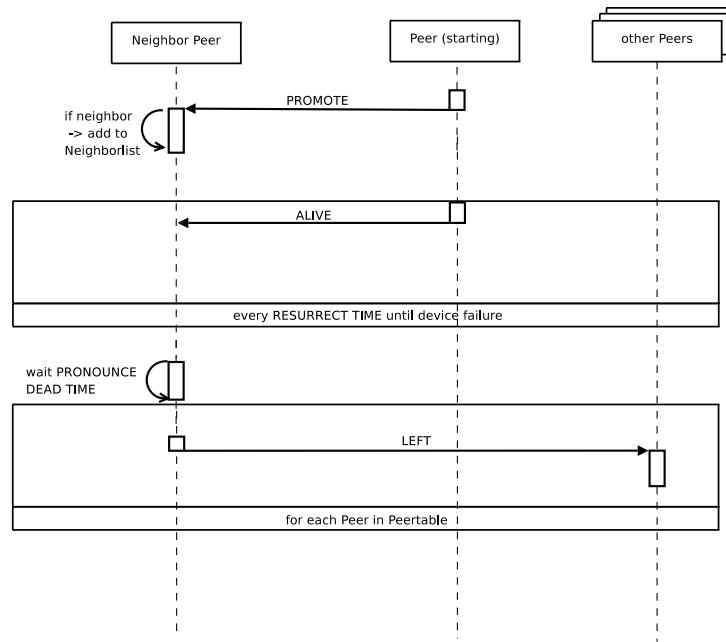 Neighbor Peer
Peer (starting)
other Peers
PROMOTE
if neighbor
-> add to
Neighborlist
ALIVE
every RESURRECT TIME until device failure
wait PRONOUNCE
DEAD TIME
LEFT
for each Peer in Peertable